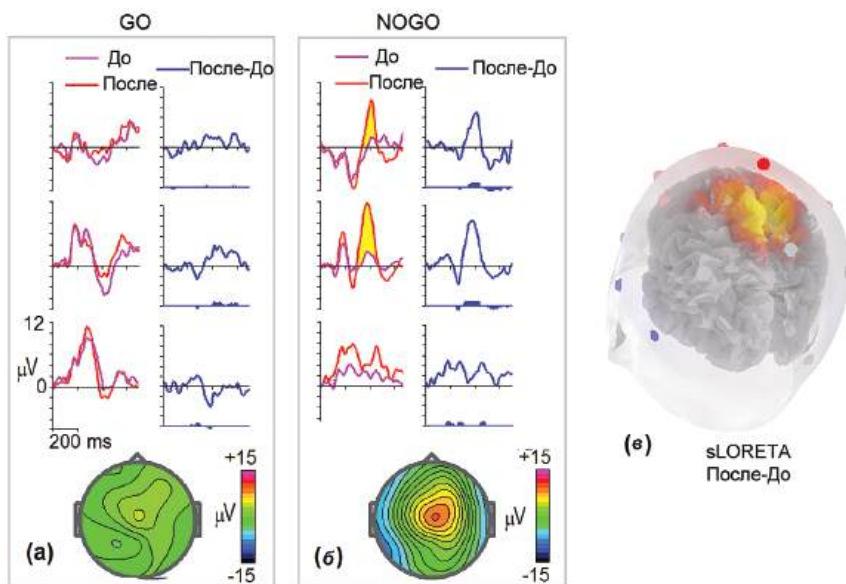 GO
До
После
После-До
12
μV
0
200 ms
+15
μV
-15
(а)
NOGO
До
После
После-До
+15
μV
-15
(б)
(в)
sLORETA
После-До